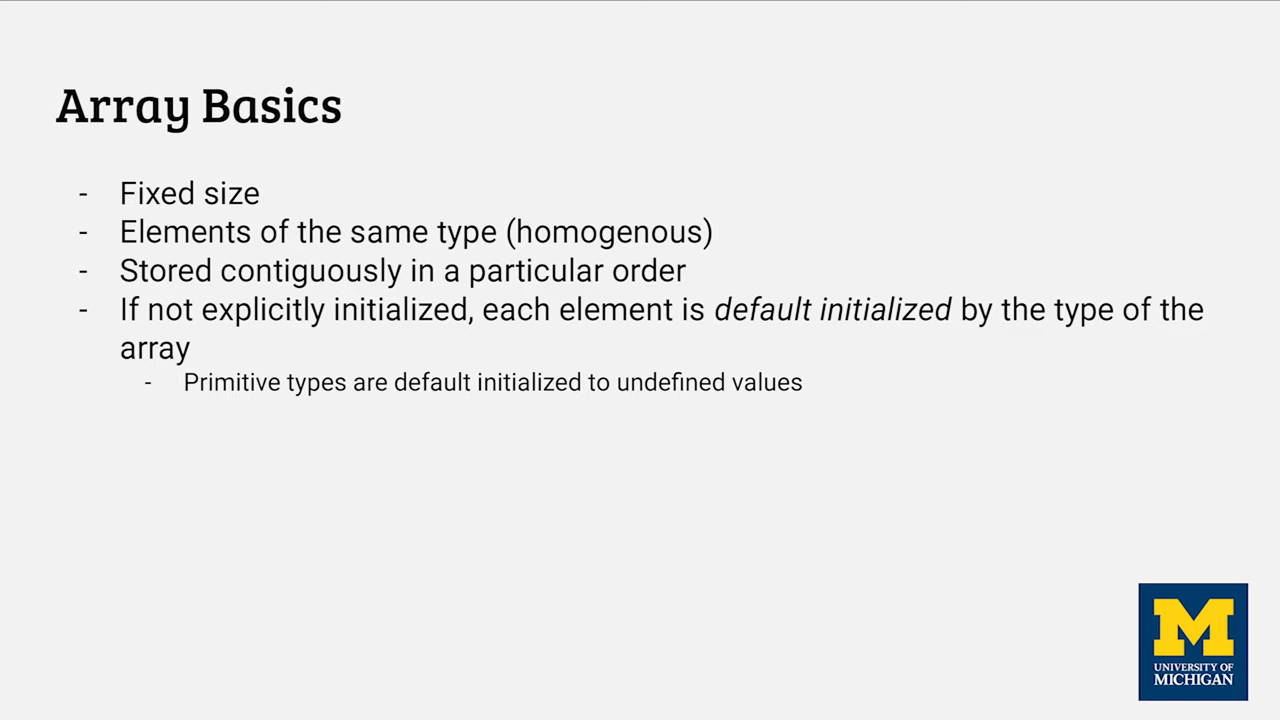 Array Basics
- Fixed size
- Elements of the same type (homogenous)
- Stored contiguously in a particular order
- If not explicitly initialized, each element is default initialized by the type of the
array
- Primitive types are default initialized to undefined values
M
UNIVERSITY OF
MICHIGAN